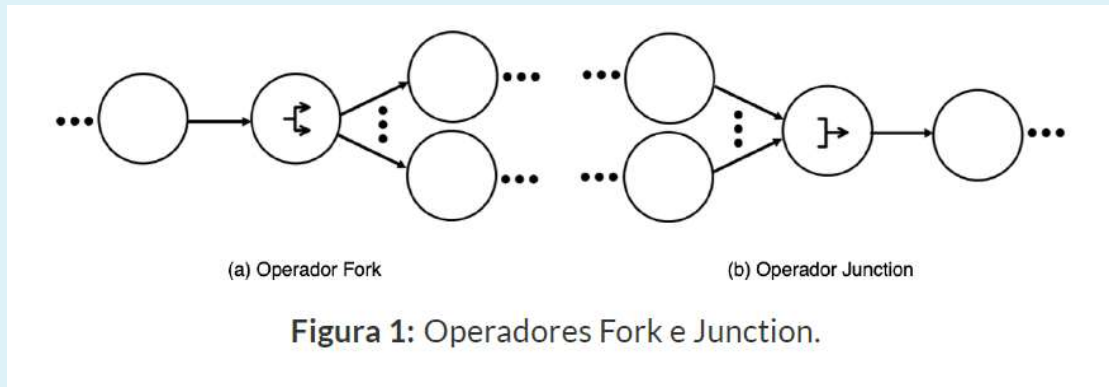 (a) Operador Fork
(b) Operador Junction
Figura 1: Operadores Fork e Junction.